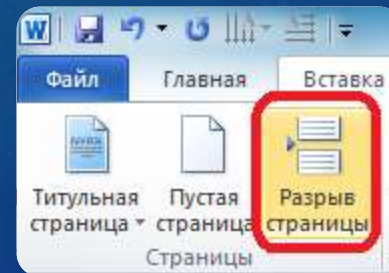 W
Файл Главная Вставка
Титульная Пустая Разрыв
страница страница страницы
Страницы